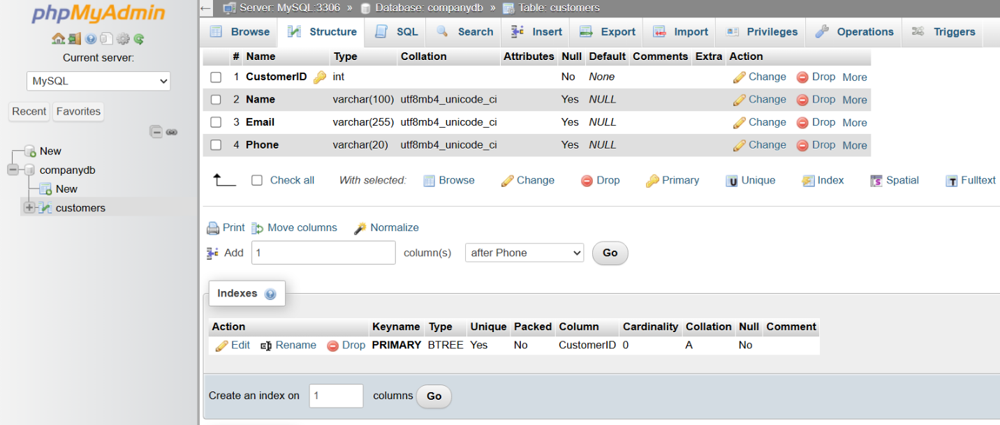 phpMyAdmin
Current server:
MySQL
Recent Favorites
New
companydb
New
customers
← Server: MySQL:3306 » Database: companydb » Table: customers
Browse Structure SQL Search Insert Export Import Privileges Operations Triggers
# Name Type Collation Attributes Null Default Comments Extra Action
1 CustomerID int No None Change Drop More
2 Name varchar(100) utf8mb4_unicode_ci Yes NULL Change Drop More
3 Email varchar(255) utf8mb4_unicode_ci Yes NULL Change Drop More
4 Phone varchar(20) utf8mb4_unicode_ci Yes NULL Change Drop More
Check all With selected: Browse Change Drop Primary Unique Index Spatial Fulltext
Print Move columns Normalize
Add 1 column(s) after Phone Go
Indexes
Action Keyname Type Unique Packed Column Cardinality Collation Null Comment
Edit Rename Drop PRIMARY BTREE Yes No CustomerID 0 A No
Create an index on 1 columns Go